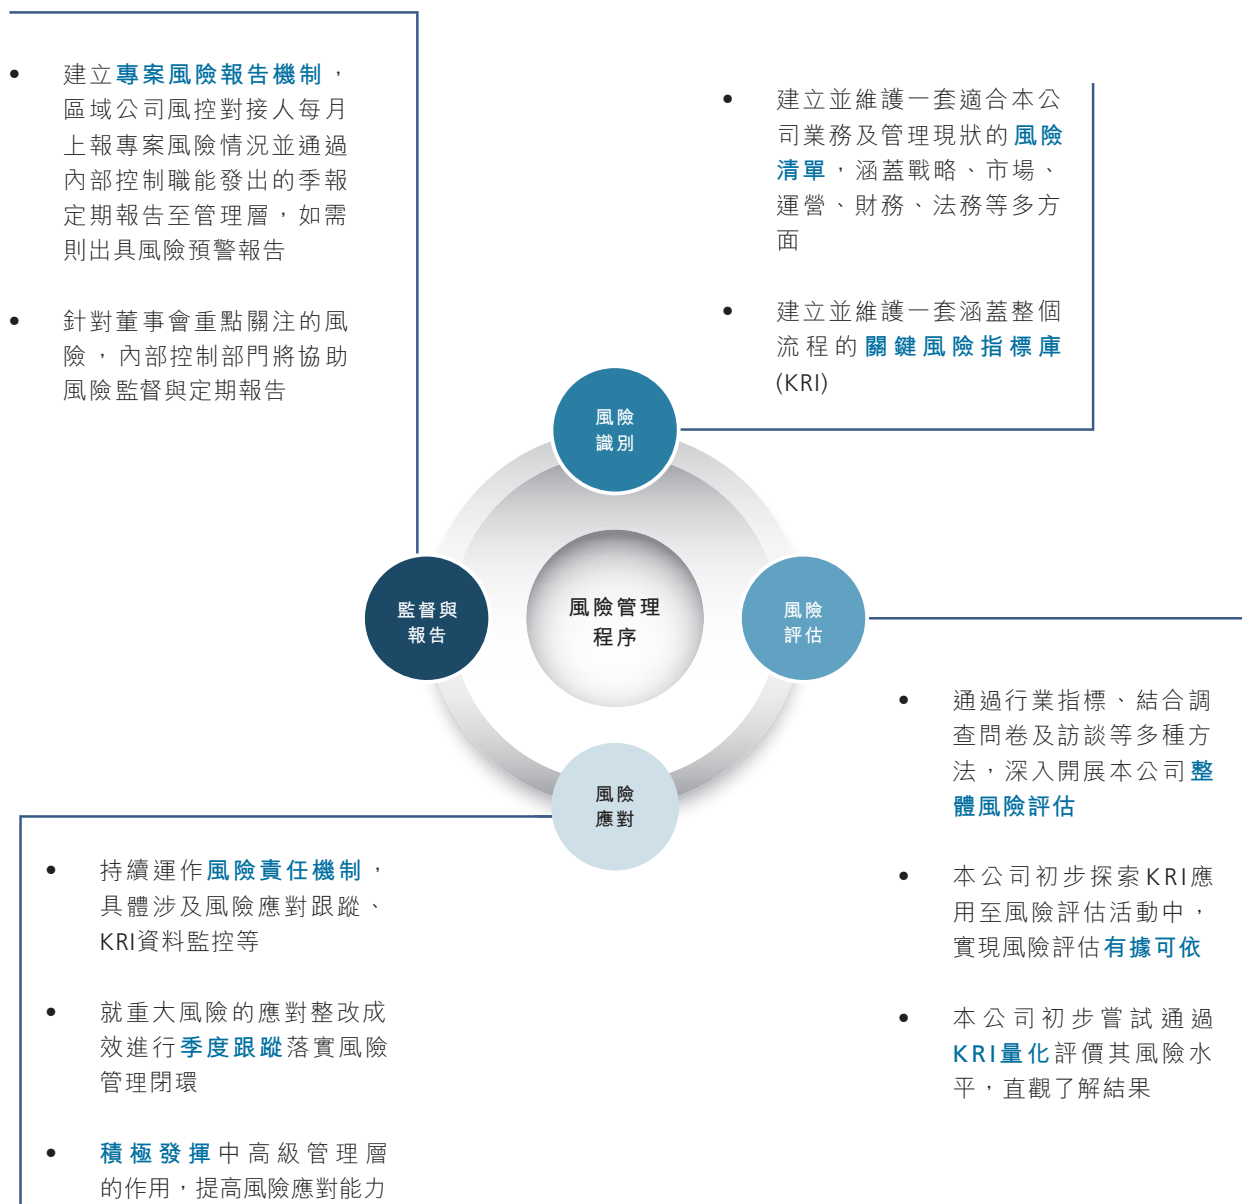 建立專案風險報告機制，
區域公司風控對接人每月
上報專案風險情況並通過
內部控制職能發出的季報
定期報告至管理層，如需
則出具風險預警報告
針對董事會重點關注的風
險，內部控制部門將協助
風險監督與定期報告
建立並維護一套適合本公
司業務及管理現狀的風險
清單，涵蓋戰略、市場、
運營、財務、法務等多方
面
建立並維護一套涵蓋整個
流程的關鍵風險指標庫
(KRI)
風險
識別
監督與
報告
風險管理
程序
風險
評估
風險
應對
通過行業指標、結合調
查問卷及訪談等多種方
法，深入開展本公司整
體風險評估
本公司初步探索KRI應
用至風險評估活動中，
實現風險評估有據可依
本公司初步嘗試通過
KRI量化評價其風險水
平，直觀了解結果
持續運作風險責任機制，
具體涉及風險應對跟蹤、
KRI資料監控等
就重大風險的應對整改成
效進行季度跟蹤落實風險
管理閉環
積極發揮中高級管理層
的作用，提高風險應對能力